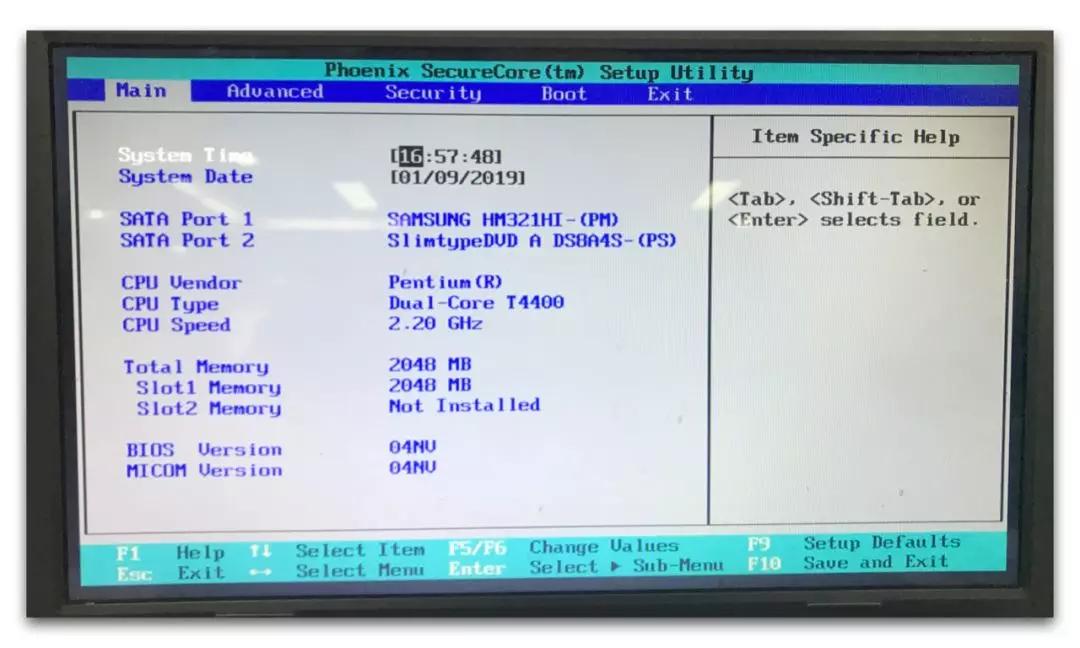 Phoenix SecureCore(tm) Setup Utility
Main Advanced Security Boot Exit
Item Specific Help
System Time [16:57:48]
System Date [01/09/2019]
<Tab>, <Shift-Tab>, or
<Enter> selects field.
SATA Port 1 SAMSUNG HM321HI-(PM)
SATA Port 2 SlimtypeDVD A DS8A4S-(PS)
CPU Vendor Pentium(R)
CPU Type Dual-Core T4400
CPU Speed 2.20 GHz
Total Memory 2048 MB
Slot1 Memory 2048 MB
Slot2 Memory Not Installed
BIOS Version 04NV
MICOM Version 04NV
F1 Help ↑↓ Select Item F5/F6 Change Values F9 Setup Defaults
Esc Exit ↔ Select Menu Enter Select ▶ Sub-Menu F10 Save and Exit